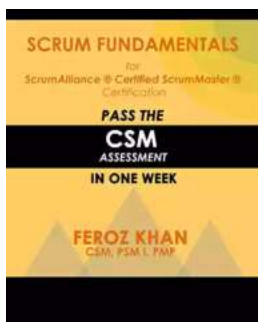 SCRUM FUNDAMENTALS
for
ScrumAlliance ® Certified ScrumMaster ®
Certification
PASS THE
CSM
ASSESSMENT
IN ONE WEEK
FEROZ KHAN
CSM, PSM I, PMP